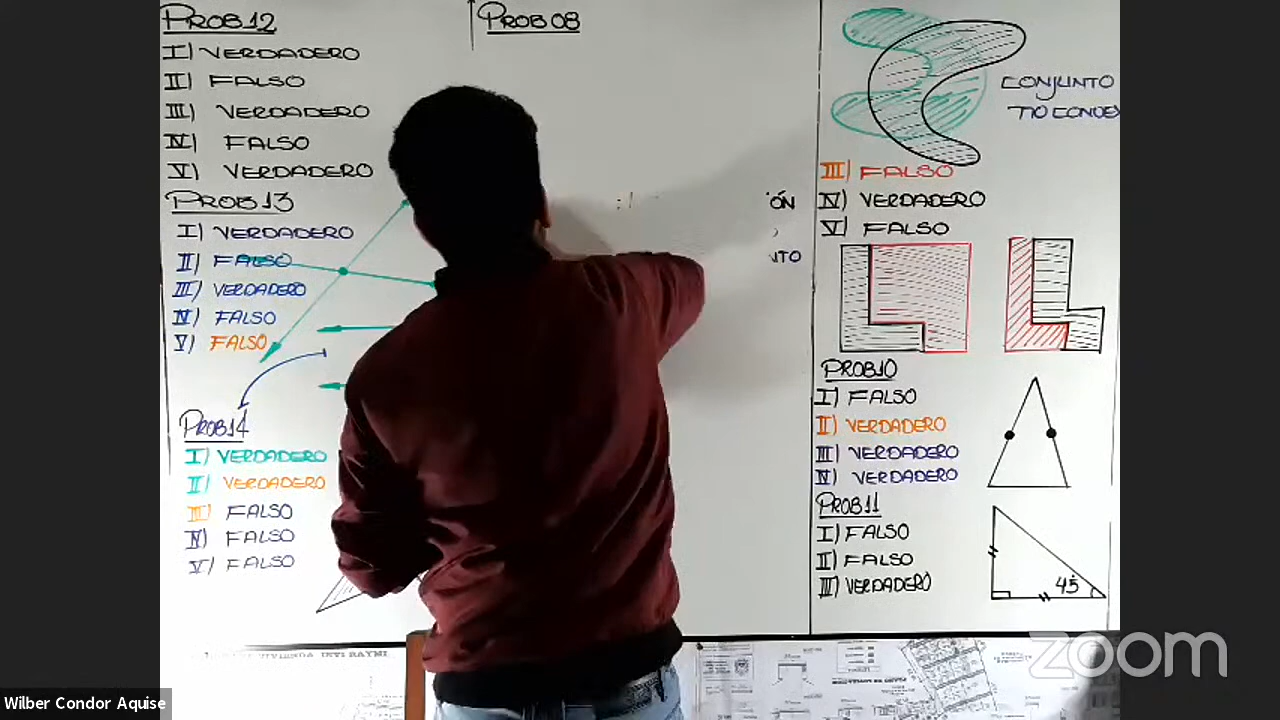 PROB12
I) VERDADERO
II) FALSO
III) VERDADERO
IV) FALSO
V) VERDADERO
PROB13
I) VERDADERO
II) FALSO
III) VERDADERO
IV) FALSO
V) FALSO
PROB14
I) VERDADERO
II) VERDADERO
III) FALSO
IV) FALSO
V) FALSO
PROB08
ÓN
NTO
CONJUNTO
III) FALSO
IV) VERDADERO
V) FALSO
PROB10
I) FALSO
II) VERDADERO
III) VERDADERO
IV) VERDADERO
PROB11
I) FALSO
II) FALSO
III) VERDADERO
45
zoom
Wilber Condor Aquise